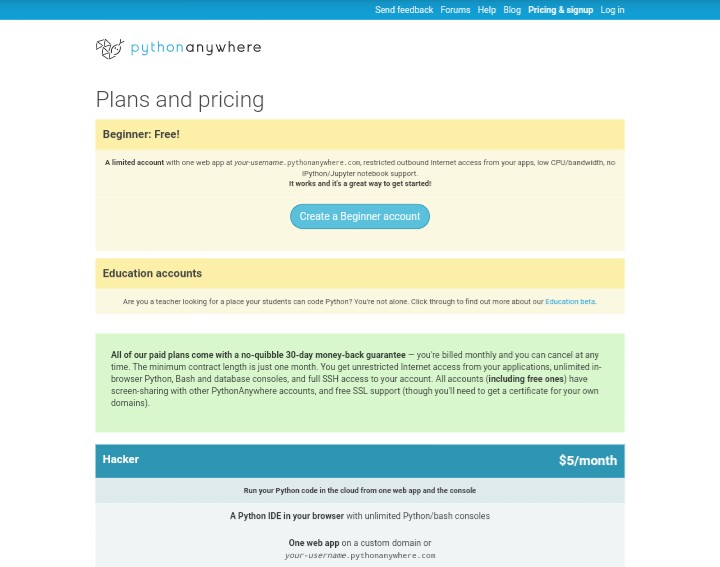 Send feedback Forums Help Blog Pricing & signup Log in
pythonanywhere
Plans and pricing
Beginner: Free!
A limited account with one web app at your-username.pythonanywhere.com, restricted outbound Internet access from your apps, low CPU/bandwidth, no
IPython/Jupyter notebook support.
It works and it's a great way to get started!
Create a Beginner account
Education accounts
Are you a teacher looking for a place your students can code Python? You're not alone. Click through to find out more about our Education beta.
All of our paid plans come with a no-quibble 30-day money-back guarantee — you're billed monthly and you can cancel at any
time. The minimum contract length is just one month. You get unrestricted Internet access from your applications, unlimited in-
browser Python, Bash and database consoles, and full SSH access to your account. All accounts (including free ones) have
screen-sharing with other PythonAnywhere accounts, and free SSL support (though you'll need to get a certificate for your own
domains).
Hacker $5/month
Run your Python code in the cloud from one web app and the console
A Python IDE in your browser with unlimited Python/bash consoles
One web app on a custom domain or
your-username.pythonanywhere.com